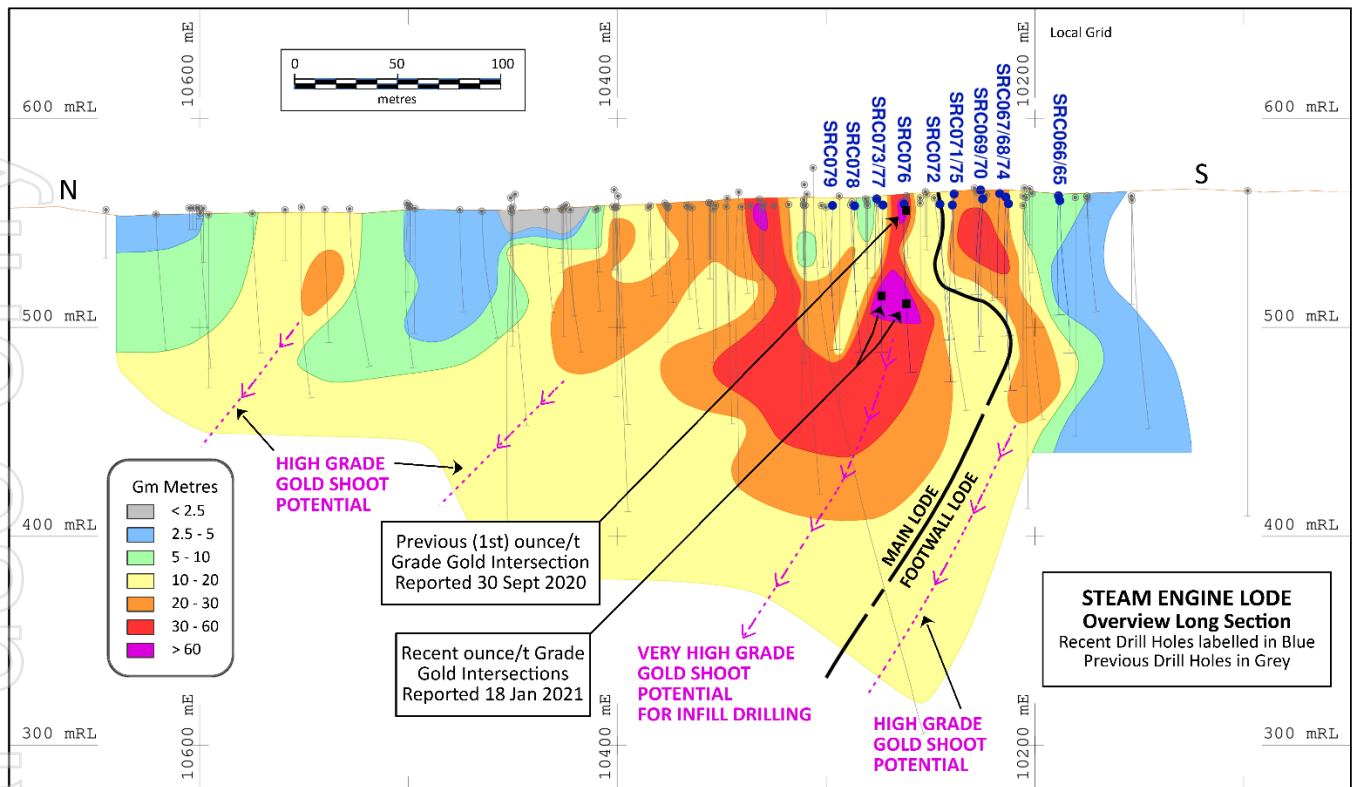 10600 mE
10400 mE
10200 mE
Local Grid
0 50 100
metres
600 mRL
600 mRL
N
S
SRC079
SRC078
SRC073/77
SRC076
SRC072
SRC071/75
SRC069/70
SRC067/68/74
SRC066/65
500 mRL
500 mRL
HIGH GRADE
GOLD SHOOT
POTENTIAL
Gm Metres
< 2.5
2.5 - 5
5 - 10
10 - 20
20 - 30
30 - 60
> 60
400 mRL
400 mRL
Previous (1st) ounce/t
Grade Gold Intersection
Reported 30 Sept 2020
Recent ounce/t Grade
Gold Intersections
Reported 18 Jan 2021
MAIN LODE
FOOTWALL LODE
VERY HIGH GRADE
GOLD SHOOT
POTENTIAL
FOR INFILL DRILLING
HIGH GRADE
GOLD SHOOT
POTENTIAL
STEAM ENGINE LODE
Overview Long Section
Recent Drill Holes labelled in Blue
Previous Drill Holes in Grey
300 mRL
300 mRL
10600 mE
10400 mE
10200 mE